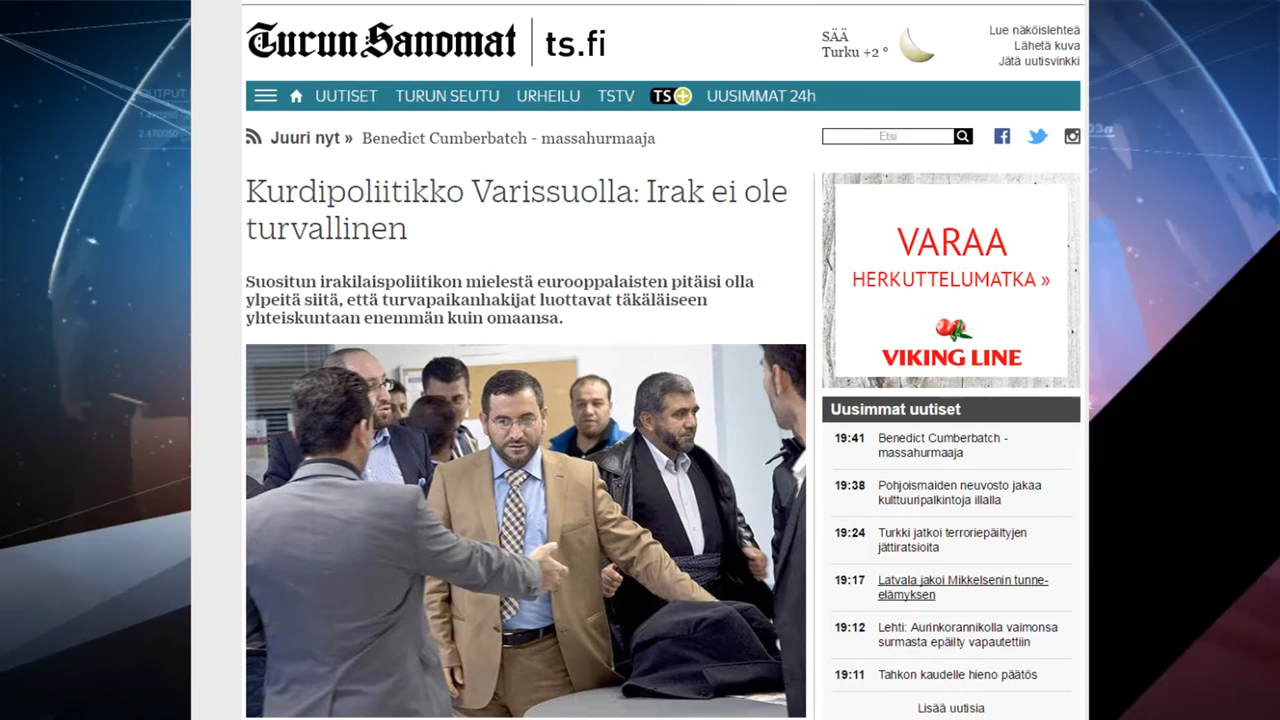 Turun Sanomat ts.fi
SÄÄ
Turku +2 °
Lue näköislehteä
Lähetä kuva
Jätä uutisvinkki
UUTISET TURUN SEUTU URHEILU TSTV TS+ UUSIMMAT 24h
Juuri nyt » Benedict Cumberbatch - massahurmaaja
Etsi
Kurdipoliitikko Varissuolla: Irak ei ole
turvallinen
Suositun irakilaispoliitikon mielestä eurooppalaisten pitäisi olla
ylpeitä siitä, että turvapaikanhakijat luottavat täkäläiseen
yhteiskuntaan enemmän kuin omaansa.
VARAA
HERKUTTELUMATKA »
VIKING LINE
Uusimmat uutiset
19:41 Benedict Cumberbatch -
massahurmaaja
19:38 Pohjoismaiden neuvosto jakaa
kulttuuripalkintoja illalla
19:24 Turkki jatkoi terroriepäiltyjen
jättiratsioita
19:17 Latvala jakoi Mikkelsenin tunne-
elämyksen
19:12 Lehti: Aurinkorannikolla vaimonsa
surmasta epäilty vapautettiin
19:11 Tahkon kaudelle hieno päätös
Lisää uutisia